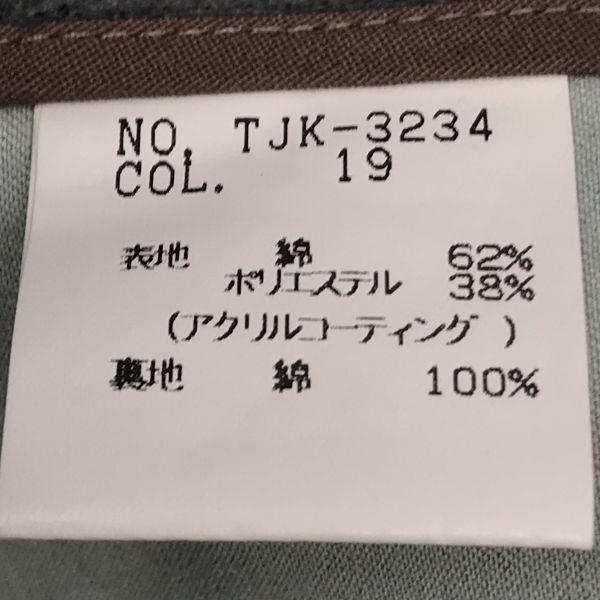 NO. TJK-3234
COL. 19
表地 綿 62%
ポリエステル 38%
(アクリルコーティング)
裏地 綿 100%